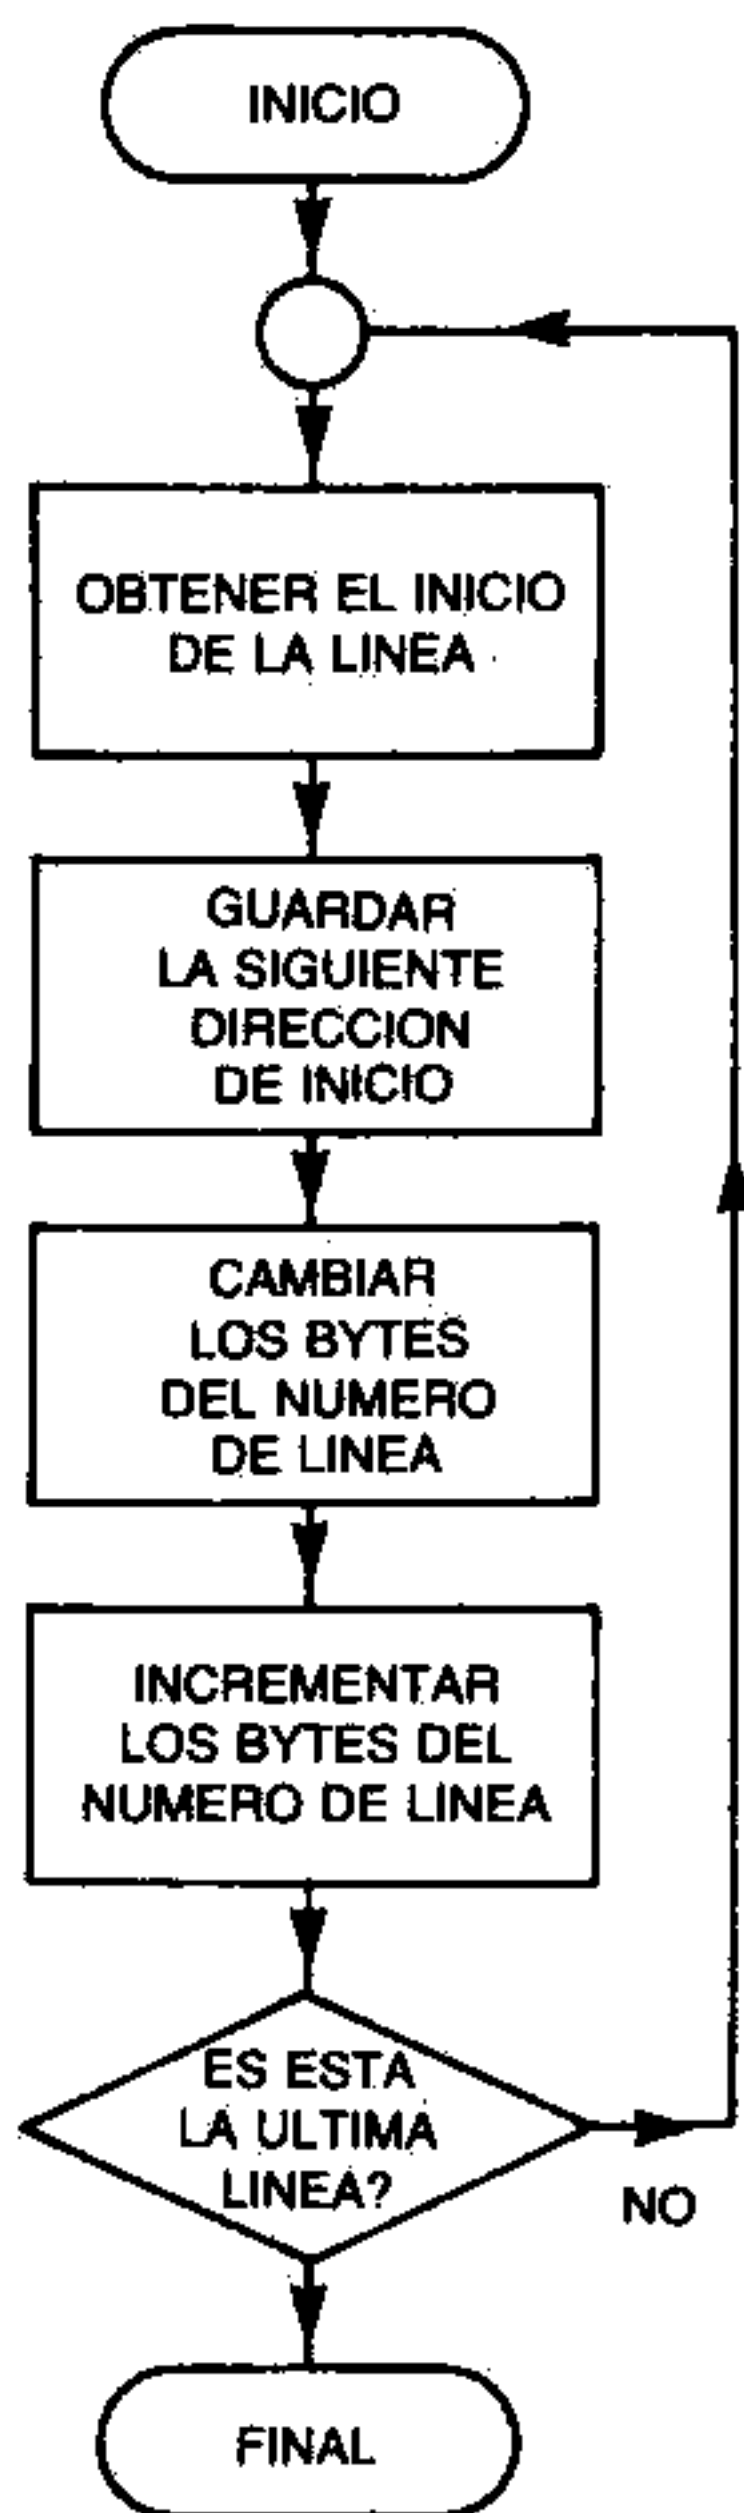 INICIO
OBTENER EL INICIO
DE LA LINEA
GUARDAR
LA SIGUIENTE
DIRECCION
DE INICIO
CAMBIAR
LOS BYTES
DEL NUMERO
DE LINEA
INCREMENTAR
LOS BYTES DEL
NUMERO DE LINEA
ES ESTA
LA ULTIMA
LINEA?
NO
FINAL